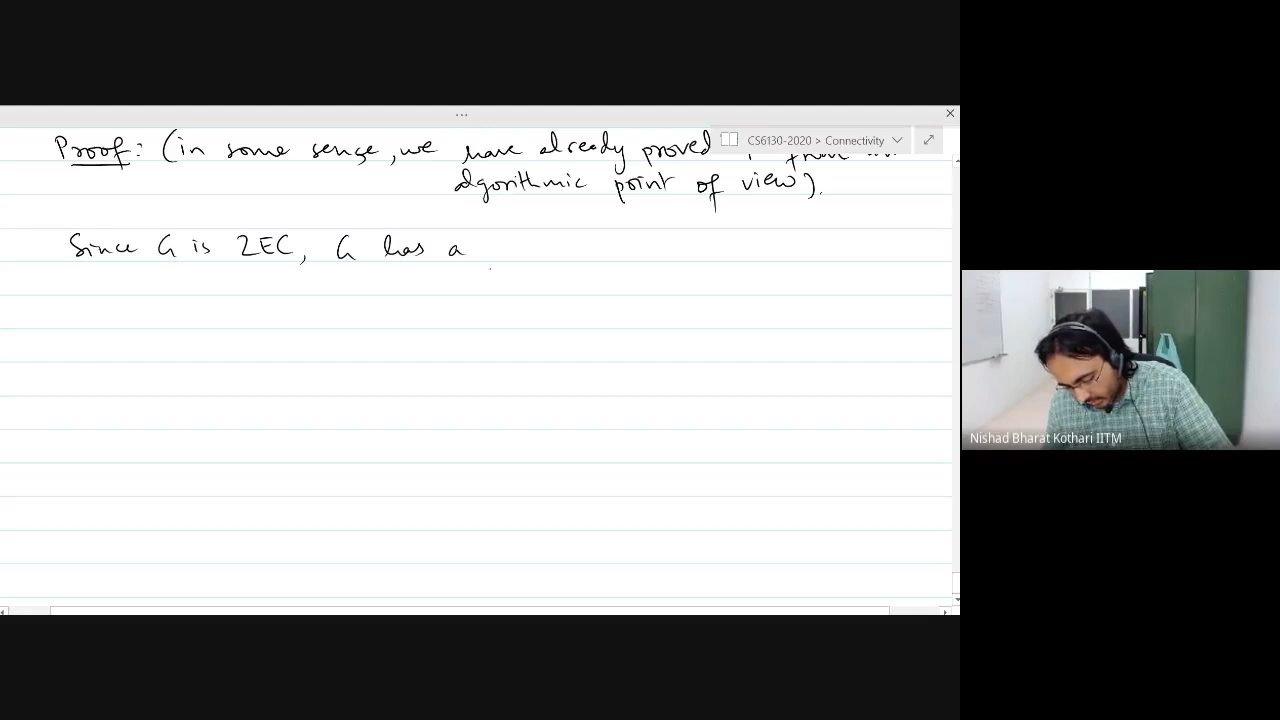 CS6130-2020 > Connectivity
Proof: (in some sense, we have already proved
algorithmic point of view).
Since G is 2EC, G has a
Nishad Bharat Kothari IITM